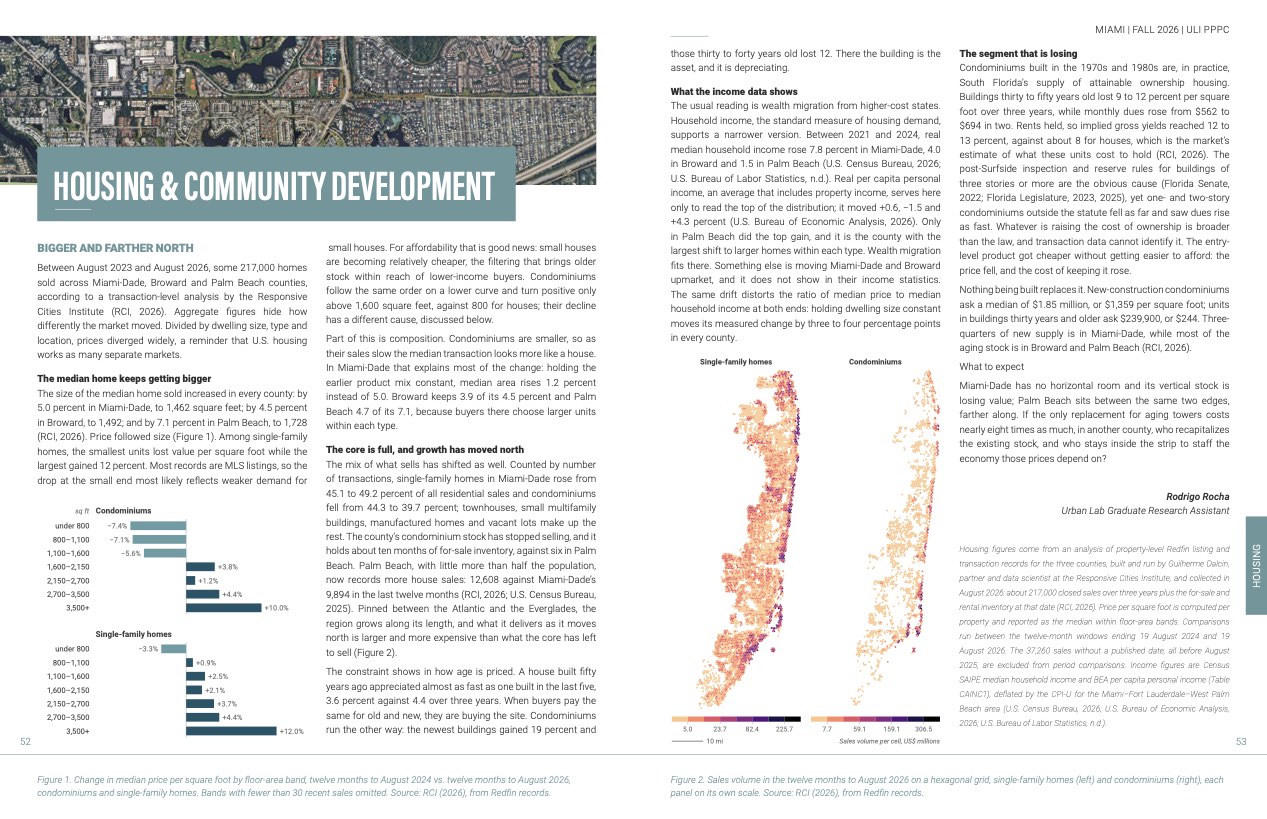 HOUSING & COMMUNITY DEVELOPMENT
BIGGER AND FARTHER NORTH
Between August 2023 and August 2026, some 217,000 homes
sold across Miami-Dade, Broward and Palm Beach counties,
according to a transaction-level analysis by the Responsive
Cities Institute (RCI, 2026). Aggregate figures hide how
differently the market moved. Divided by dwelling size, type and
location, prices diverged widely, a reminder that U.S. housing
works as many separate markets.
The median home keeps getting bigger
The size of the median home sold increased in every county: by
5.0 percent in Miami-Dade, to 1,462 square feet; by 4.5 percent
in Broward, to 1,492; and by 7.1 percent in Palm Beach, to 1,728
(RCI, 2026). Price followed size (Figure 1). Among single-family
homes, the smallest units lost value per square foot while the
largest gained 12 percent. Most records are MLS listings, so the
drop at the small end most likely reflects weaker demand for
sq ft Condominiums
under 800 −7.4%
800–1,100 −7.1%
1,100–1,600 −5.6%
1,600–2,150 +3.8%
2,150–2,700 +1.2%
2,700–3,500 +4.4%
3,500+ +10.0%
Single-family homes
under 800 −3.3%
800–1,100 +0.9%
1,100–1,600 +2.5%
1,600–2,150 +2.1%
2,150–2,700 +3.7%
2,700–3,500 +4.4%
3,500+ +12.0%
52
small houses. For affordability that is good news: small houses
are becoming relatively cheaper, the filtering that brings older
stock within reach of lower-income buyers. Condominiums
follow the same order on a lower curve and turn positive only
above 1,600 square feet, against 800 for houses; their decline
has a different cause, discussed below.
Part of this is composition. Condominiums are smaller, so as
their sales slow the median transaction looks more like a house.
In Miami-Dade that explains most of the change: holding the
earlier product mix constant, median area rises 1.2 percent
instead of 5.0. Broward keeps 3.9 of its 4.5 percent and Palm
Beach 4.7 of its 7.1, because buyers there choose larger units
within each type.
The core is full, and growth has moved north
The mix of what sells has shifted as well. Counted by number
of transactions, single-family homes in Miami-Dade rose from
45.1 to 49.2 percent of all residential sales and condominiums
fell from 44.3 to 39.7 percent; townhouses, small multifamily
buildings, manufactured homes and vacant lots make up the
rest. The county's condominium stock has stopped selling, and it
holds about ten months of for-sale inventory, against six in Palm
Beach. Palm Beach, with little more than half the population,
now records more house sales: 12,608 against Miami-Dade's
9,894 in the last twelve months (RCI, 2026; U.S. Census Bureau,
2025). Pinned between the Atlantic and the Everglades, the
region grows along its length, and what it delivers as it moves
north is larger and more expensive than what the core has left
to sell (Figure 2).
The constraint shows in how age is priced. A house built fifty
years ago appreciated almost as fast as one built in the last five,
3.6 percent against 4.4 over three years. When buyers pay the
same for old and new, they are buying the site. Condominiums
run the other way: the newest buildings gained 19 percent and
Figure 1. Change in median price per square foot by floor-area band, twelve months to August 2024 vs. twelve months to August 2026,
condominiums and single-family homes. Bands with fewer than 30 recent sales omitted. Source: RCI (2026), from Redfin records.
MIAMI | FALL 2026 | ULI PPPC
those thirty to forty years old lost 12. There the building is the
asset, and it is depreciating.
What the income data shows
The usual reading is wealth migration from higher-cost states.
Household income, the standard measure of housing demand,
supports a narrower version. Between 2021 and 2024, real
median household income rose 7.8 percent in Miami-Dade, 4.0
in Broward and 1.5 in Palm Beach (U.S. Census Bureau, 2026;
U.S. Bureau of Labor Statistics, n.d.). Real per capita personal
income, an average that includes property income, serves here
only to read the top of the distribution; it moved +0.6, −1.5 and
+4.3 percent (U.S. Bureau of Economic Analysis, 2026). Only
in Palm Beach did the top gain, and it is the county with the
largest shift to larger homes within each type. Wealth migration
fits there. Something else is moving Miami-Dade and Broward
upmarket, and it does not show in their income statistics.
The same drift distorts the ratio of median price to median
household income at both ends: holding dwelling size constant
moves its measured change by three to four percentage points
in every county.
Single-family homes Condominiums
5.0 23.7 82.4 225.7 7.7 59.1 159.1 306.5
10 mi Sales volume per cell, US$ millions
The segment that is losing
Condominiums built in the 1970s and 1980s are, in practice,
South Florida's supply of attainable ownership housing.
Buildings thirty to fifty years old lost 9 to 12 percent per square
foot over three years, while monthly dues rose from $562 to
$694 in two. Rents held, so implied gross yields reached 12 to
13 percent, against about 8 for houses, which is the market's
estimate of what these units cost to hold (RCI, 2026). The
post-Surfside inspection and reserve rules for buildings of
three stories or more are the obvious cause (Florida Senate,
2022; Florida Legislature, 2023, 2025), yet one- and two-story
condominiums outside the statute fell as far and saw dues rise
as fast. Whatever is raising the cost of ownership is broader
than the law, and transaction data cannot identify it. The entry-
level product got cheaper without getting easier to afford: the
price fell, and the cost of keeping it rose.
Nothing being built replaces it. New-construction condominiums
ask a median of $1.85 million, or $1,359 per square foot; units
in buildings thirty years and older ask $239,900, or $244. Three-
quarters of new supply is in Miami-Dade, while most of the
aging stock is in Broward and Palm Beach (RCI, 2026).
What to expect
Miami-Dade has no horizontal room and its vertical stock is
losing value; Palm Beach sits between the same two edges,
farther along. If the only replacement for aging towers costs
nearly eight times as much, in another county, who recapitalizes
the existing stock, and who stays inside the strip to staff the
economy those prices depend on?
Rodrigo Rocha
Urban Lab Graduate Research Assistant
Housing figures come from an analysis of property-level Redfin listing and
transaction records for the three counties, built and run by Guilherme Dalcin,
partner and data scientist at the Responsive Cities Institute, and collected in
August 2026: about 217,000 closed sales over three years plus the for-sale and
rental inventory at that date (RCI, 2026). Price per square foot is computed per
property and reported as the median within floor-area bands. Comparisons
run between the twelve-month windows ending 19 August 2024 and 19
August 2026. The 37,260 sales without a published date, all before August
2025, are excluded from period comparisons. Income figures are Census
SAIPE median household income and BEA per capita personal income (Table
CAINC1), deflated by the CPI-U for the Miami–Fort Lauderdale–West Palm
Beach area (U.S. Census Bureau, 2026; U.S. Bureau of Economic Analysis,
2026; U.S. Bureau of Labor Statistics, n.d.).
HOUSING
53
Figure 2. Sales volume in the twelve months to August 2026 on a hexagonal grid, single-family homes (left) and condominiums (right), each
panel on its own scale. Source: RCI (2026), from Redfin records.